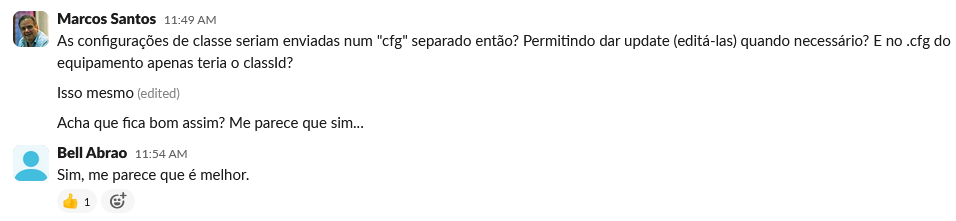 Marcos Santos 11:49 AM
As configurações de classe seriam enviadas num "cfg" separado então? Permitindo dar update (editá-las) quando necessário? E no .cfg do
equipamento apenas teria o classId?
Isso mesmo (edited)
Acha que fica bom assim? Me parece que sim...
Bell Abrao 11:54 AM
Sim, me parece que é melhor.
1